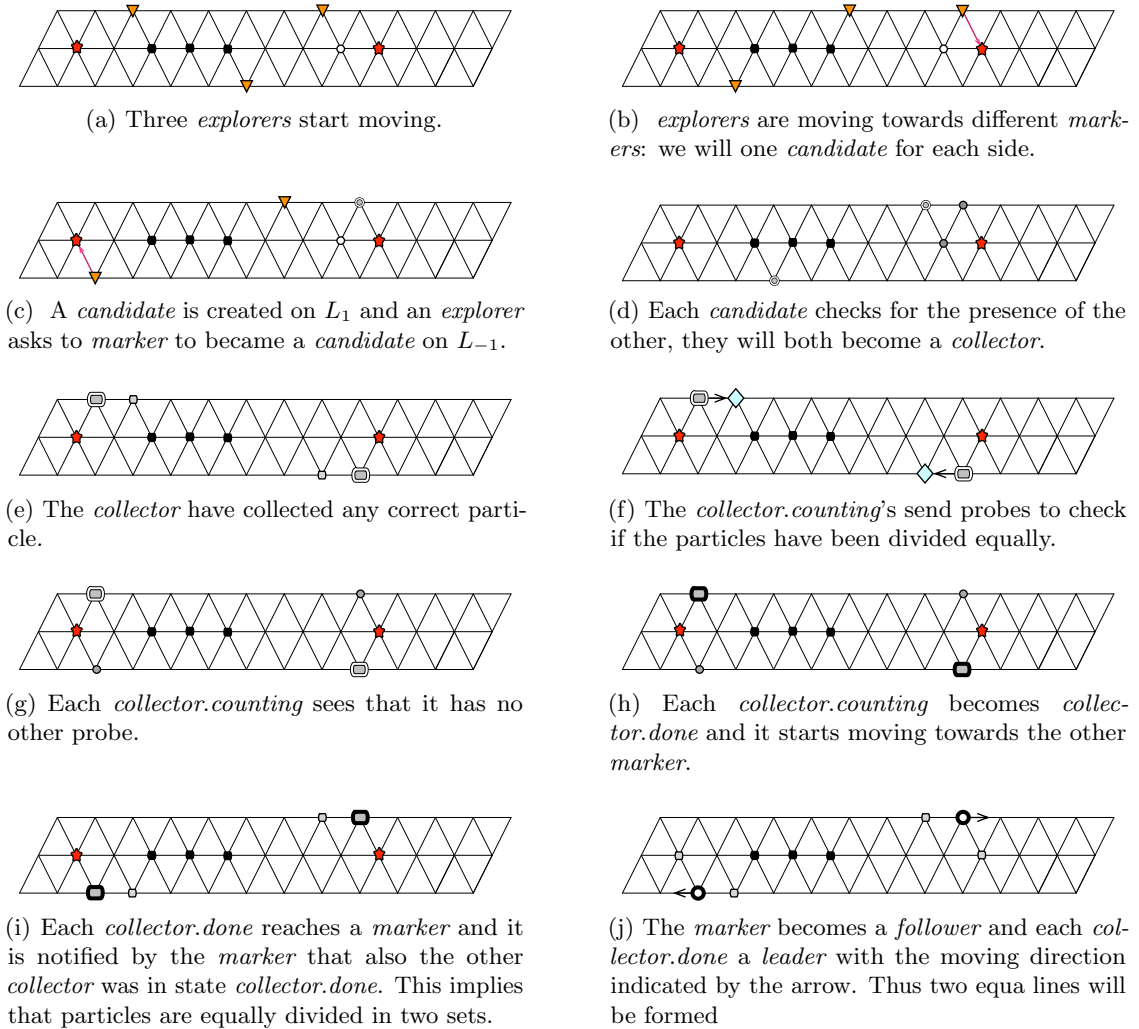 (a) Three explorers start moving.
(b) explorers are moving towards different mark-
ers: we will one candidate for each side.
(c) A candidate is created on L₁ and an explorer
asks to marker to became a candidate on L₋₁.
(d) Each candidate checks for the presence of the
other, they will both become a collector.
(e) The collector have collected any correct parti-
cle.
(f) The collector.counting's send probes to check
if the particles have been divided equally.
(g) Each collector.counting sees that it has no
other probe.
(h) Each collector.counting becomes collec-
tor.done and it starts moving towards the other
marker.
(i) Each collector.done reaches a marker and it
is notified by the marker that also the other
collector was in state collector.done. This implies
that particles are equally divided in two sets.
(j) The marker becomes a follower and each col-
lector.done a leader with the moving direction
indicated by the arrow. Thus two equa lines will
be formed